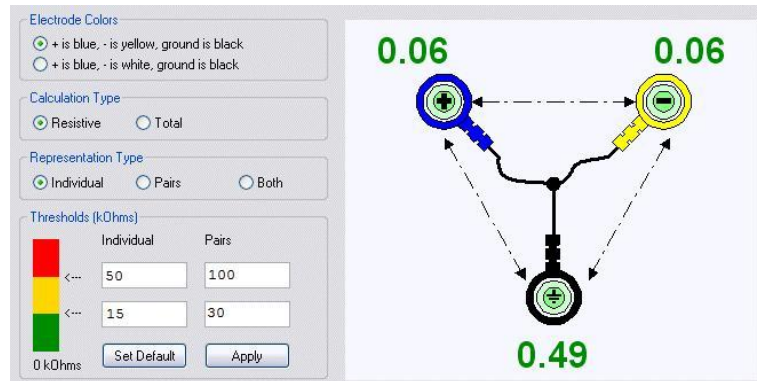 Electrode Colors
+ is blue, - is yellow, ground is black
+ is blue, - is white, ground is black
Calculation Type
Resistive Total
Representation Type
Individual Pairs Both
Thresholds (kOhms)
Individual Pairs
<--- 50 100
<--- 15 30
0 kOhms Set Default Apply
0.06 0.06
+ -
0.49